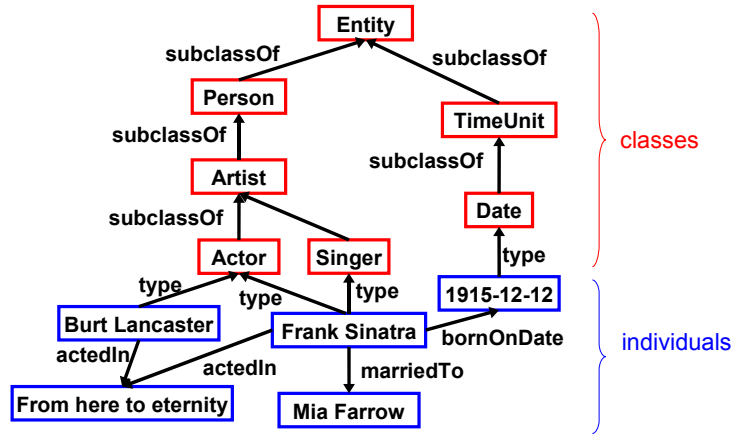 Entity
subclassOf
subclassOf
Person
TimeUnit
subclassOf
classes
subclassOf
Artist
Date
subclassOf
Actor
Singer
type
type
type
type
1915-12-12
Burt Lancaster
Frank Sinatra
bornOnDate
individuals
actedIn
actedIn
marriedTo
From here to eternity
Mia Farrow